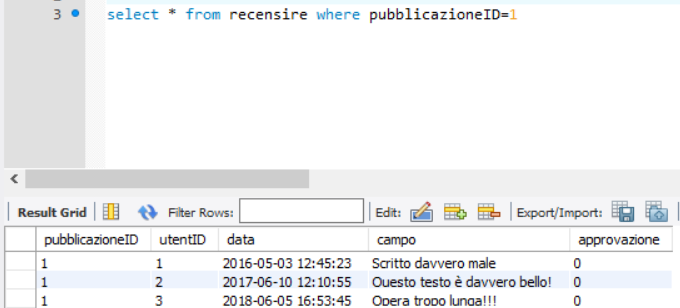 3 select * from recensire where pubblicazioneID=1
Result Grid Filter Rows: Edit: Export/Import:
pubblicazioneID utentID data campo approvazione
1 1 2016-05-03 12:45:23 Scritto davvero male 0
1 2 2017-06-10 12:10:55 Questo testo è davvero bello! 0
1 3 2018-06-05 16:53:45 Opera tropo lunga!!! 0